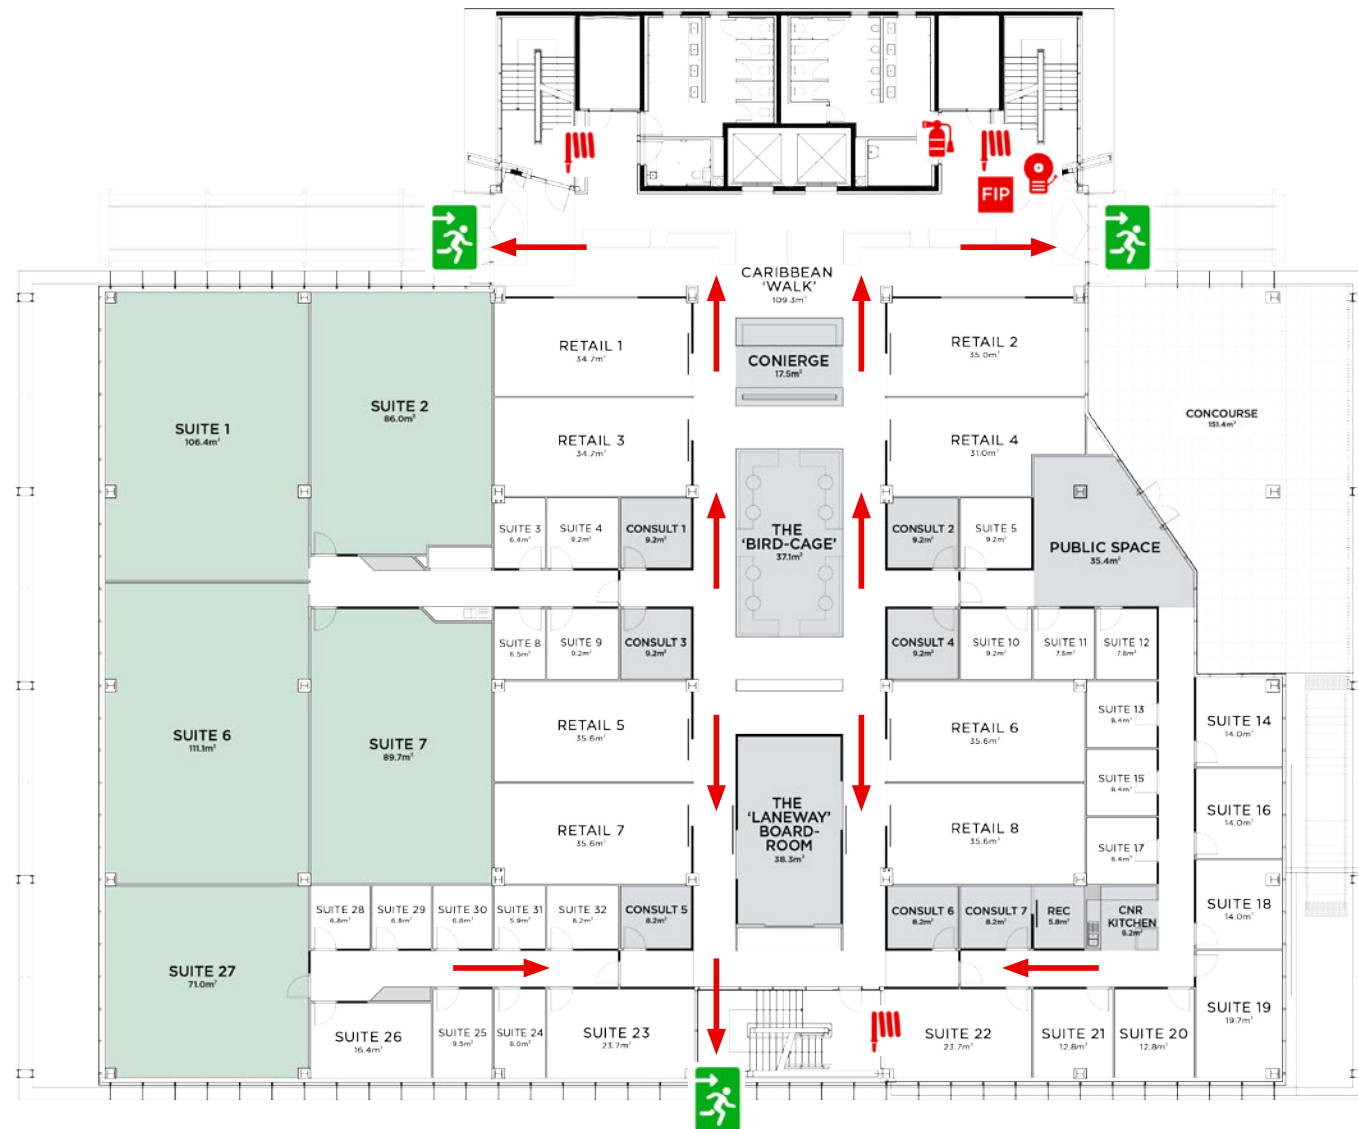 FIP
CARIBBEAN
'WALK'
109.3m²
RETAIL 1
34.7m²
CONIERGE
17.5m²
RETAIL 2
35.0m²
SUITE 1
106.4m²
SUITE 2
86.0m²
RETAIL 3
34.7m²
RETAIL 4
31.0m²
CONCOURSE
151.4m²
SUITE 3
6.4m²
SUITE 4
9.2m²
CONSULT 1
9.2m²
THE
'BIRD-CAGE'
37.1m²
CONSULT 2
9.2m²
SUITE 5
9.2m²
PUBLIC SPACE
35.4m²
SUITE 8
6.5m²
SUITE 9
9.2m²
CONSULT 3
9.2m²
CONSULT 4
9.2m²
SUITE 10
9.2m²
SUITE 11
7.8m²
SUITE 12
7.8m²
SUITE 6
111.1m²
SUITE 7
89.7m²
RETAIL 5
35.6m²
RETAIL 6
35.6m²
SUITE 13
8.4m²
SUITE 14
14.0m²
SUITE 15
8.4m²
SUITE 16
14.0m²
RETAIL 7
35.6m²
THE
'LANEWAY'
BOARD-
ROOM
38.3m²
RETAIL 8
35.6m²
SUITE 17
8.4m²
SUITE 18
14.0m²
SUITE 28
6.8m²
SUITE 29
6.8m²
SUITE 30
6.8m²
SUITE 31
5.9m²
SUITE 32
8.2m²
CONSULT 5
8.2m²
CONSULT 6
8.2m²
CONSULT 7
8.2m²
REC
5.8m²
CNR
KITCHEN
8.2m²
SUITE 27
71.0m²
SUITE 26
16.4m²
SUITE 25
9.5m²
SUITE 24
8.0m²
SUITE 23
23.7m²
SUITE 22
23.7m²
SUITE 21
12.8m²
SUITE 20
12.8m²
SUITE 19
19.7m²